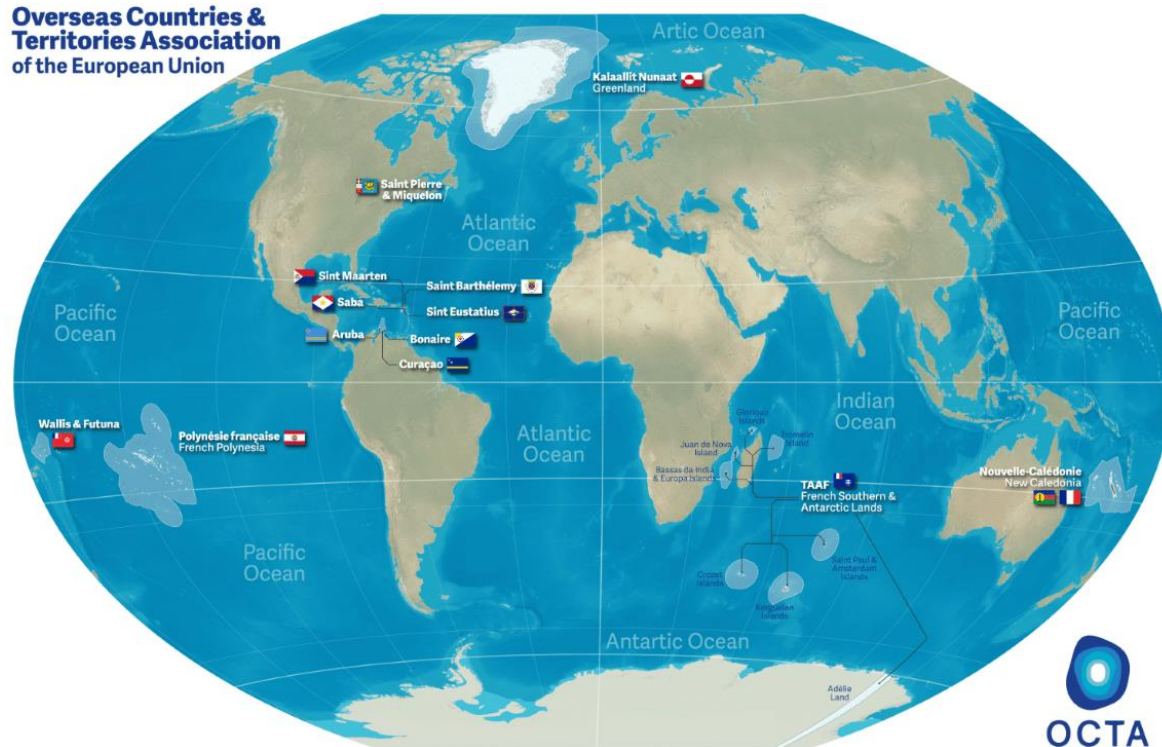 Overseas Countries &
Territories Association
of the European Union
Artic Ocean
Kalaallit Nunaat
Greenland
Saint Pierre
& Miquelon
Atlantic
Ocean
Sint Maarten
Saint Barthélemy
Saba
Sint Eustatius
Aruba
Bonaire
Curaçao
Pacific
Ocean
Pacific
Ocean
Indian
Ocean
Wallis & Futuna
Polynésie française
French Polynesia
Atlantic
Ocean
Glorioso
Islands
Juan de Nova
Island
Tromelin
Island
Bassas da India
& Europa Islands
TAAF
French Southern &
Antarctic Lands
Nouvelle-Calédonie
New Caledonia
Pacific
Ocean
Crozet
Islands
Kerguelen
Islands
Saint Paul &
Amsterdam
Islands
Antartic Ocean
Adélie
Land
OCTA